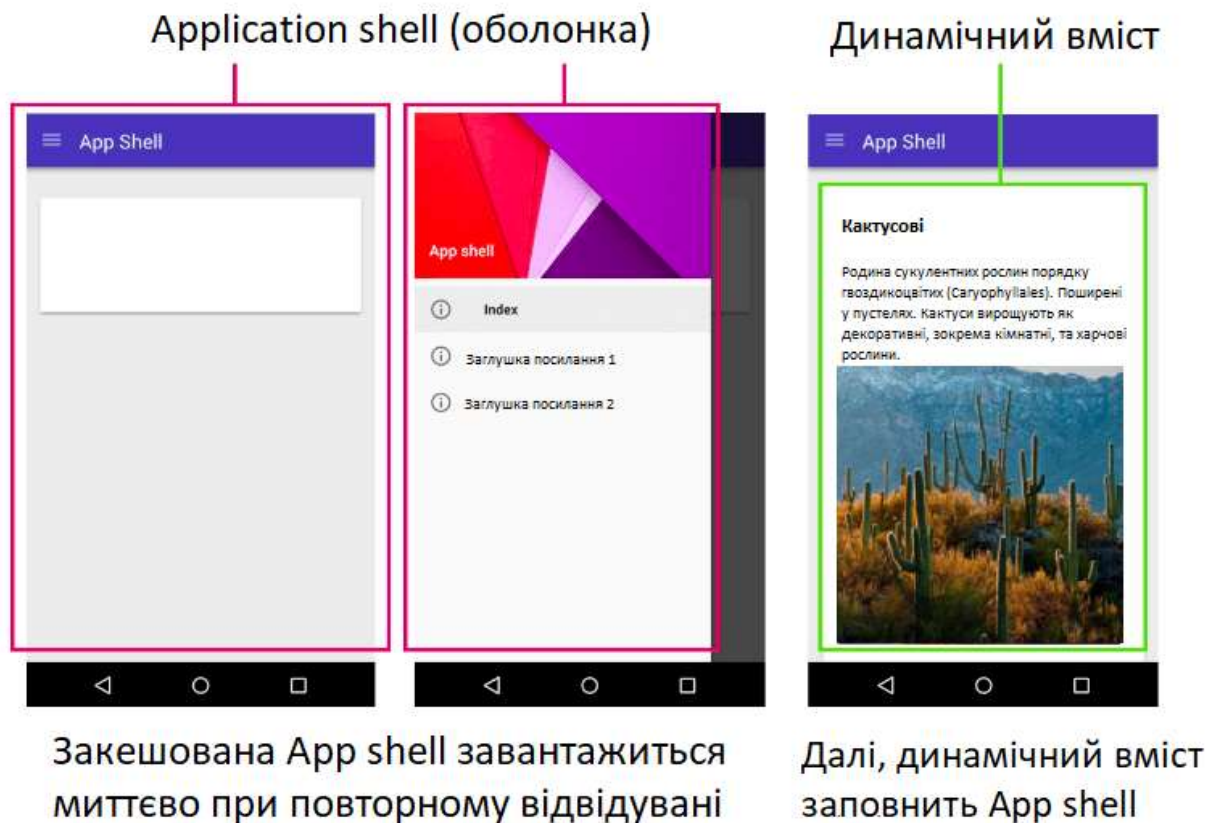 Application shell (оболонка)
Динамічний вміст
App Shell
App shell
Index
Заглушка посилання 1
Заглушка посилання 2
App Shell
Кактусові
Родина сукулентних рослин порядку
гвоздикоцвітих (Caryophyllales). Поширені
у пустелях. Кактуси вирощують як
декоративні, зокрема кімнатні, та харчові
рослини.
Закешована App shell завантажиться
миттєво при повторному відвідувані
Далі, динамічний вміст
заповнить App shell